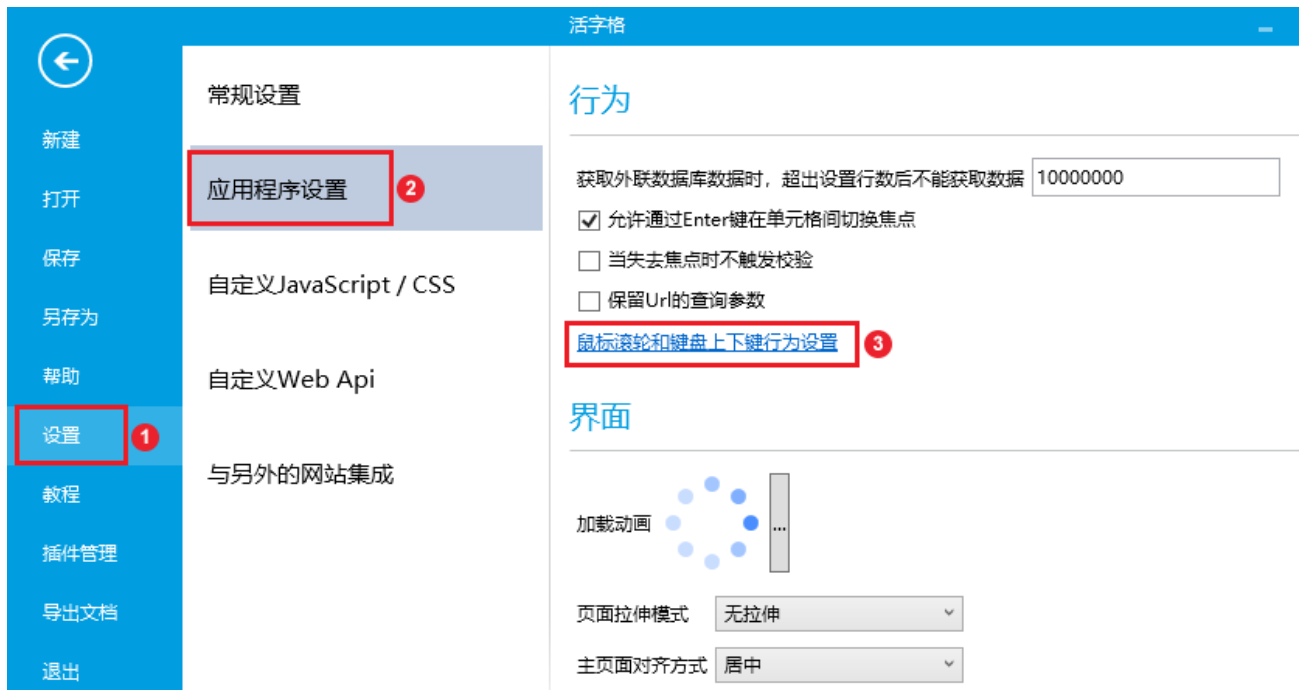 活字格
新建
打开
保存
另存为
帮助
设置 1
教程
插件管理
导出文档
退出
常规设置
应用程序设置 2
自定义JavaScript / CSS
自定义Web Api
与另外的网站集成
行为
获取外联数据库数据时，超出设置行数后不能获取数据 10000000
允许通过Enter键在单元格间切换焦点
当失去焦点时不触发校验
保留Url的查询参数
鼠标滚轮和键盘上下键行为设置 3
界面
加载动画 ...
页面拉伸模式 无拉伸
主页面对齐方式 居中